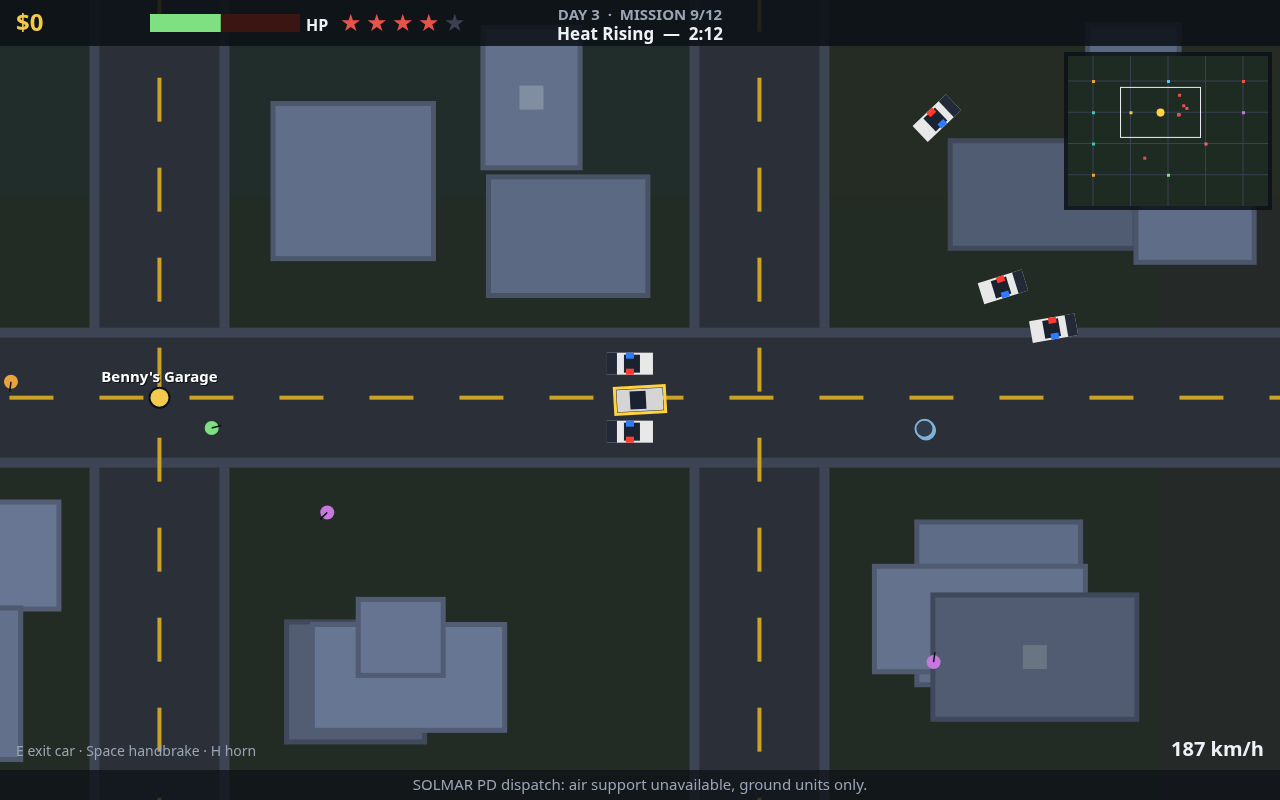 $0
HP
DAY 3 · MISSION 9/12
Heat Rising — 2:12
Benny's Garage
E exit car · Space handbrake · H horn
187 km/h
SOLMAR PD dispatch: air support unavailable, ground units only.